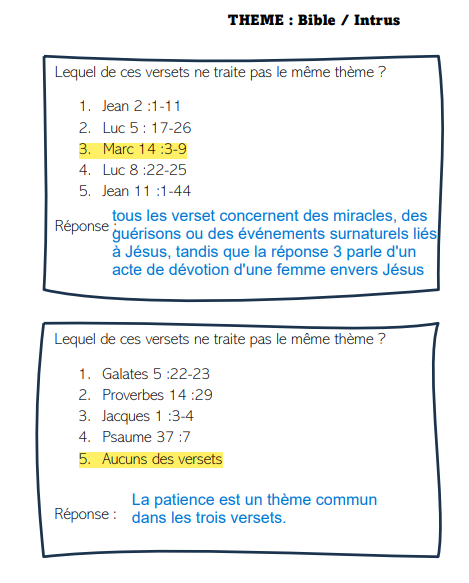 THEME : Bible / Intrus
Lequel de ces versets ne traite pas le même thème ?
1. Jean 2 :1-11
2. Luc 5 : 17-26
3. Marc 14 :3-9
4. Luc 8 :22-25
5. Jean 11 :1-44
Réponse :
tous les verset concernent des miracles, des
guérisons ou des événements surnaturels liés
à Jésus, tandis que la réponse 3 parle d'un
acte de dévotion d'une femme envers Jésus
Lequel de ces versets ne traite pas le même thème ?
1. Galates 5 :22-23
2. Proverbes 14 :29
3. Jacques 1 :3-4
4. Psaume 37 :7
5. Aucuns des versets
Réponse :
La patience est un thème commun
dans les trois versets.